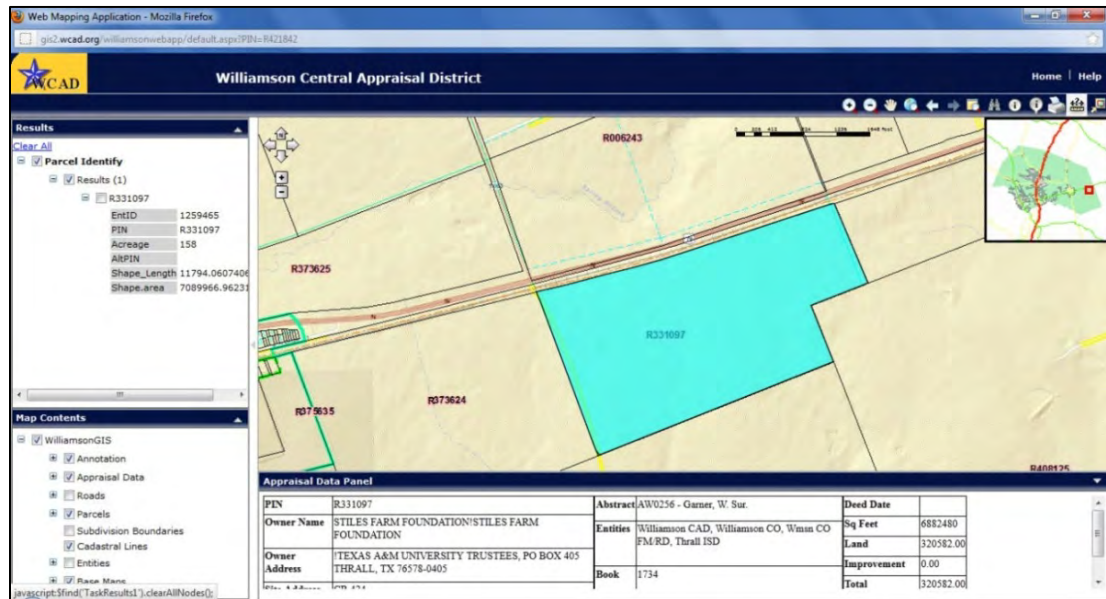 Web Mapping Application - Mozilla Firefox
gis2.wcad.org/williamsonwebapp/default.aspx?PIN=R421842
WCAD
Williamson Central Appraisal District
Home | Help
Results
Clear All
Parcel Identify
Results (1)
R331097
EntID 1259465
PIN R331097
Acreage 158
AltPIN
Shape_Length 11794.0607406
Shape.area 7089966.96231
Map Contents
WilliamsonGIS
Annotation
Appraisal Data
Roads
Parcels
Subdivision Boundaries
Cadastral Lines
Entities
Base Maps
javascript:$find('TaskResults1').clearAllNodes();
R006243
R373625
R331097
R375635
R373624
R408125
Appraisal Data Panel
PIN R331097
Owner Name STILES FARM FOUNDATION!STILES FARM
FOUNDATION
Owner Address !TEXAS A&M UNIVERSITY TRUSTEES, PO BOX 405
THRALL, TX 76578-0405
Site Address CR 424
Abstract AW0256 - Garner, W. Sur.
Entities Williamson CAD, Williamson CO, Wmsn CO
FM/RD, Thrall ISD
Book 1734
Deed Date
Sq Feet 6882480
Land 320582.00
Improvement 0.00
Total 320582.00